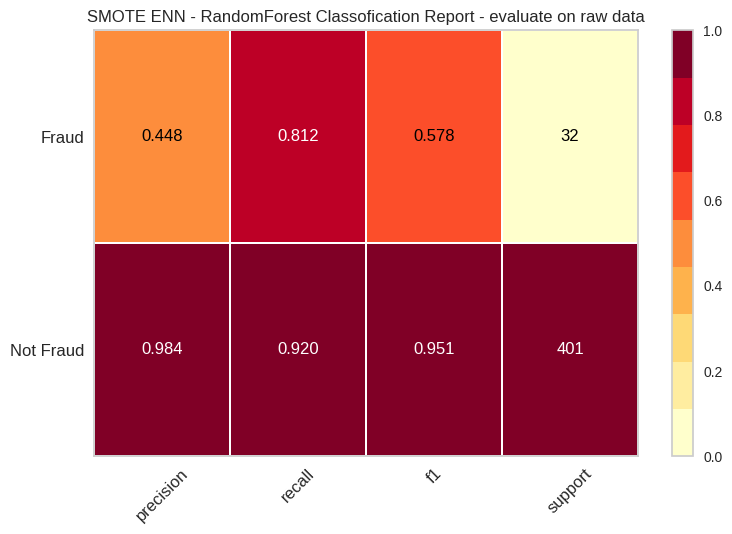 SMOTE ENN - RandomForest Classofication Report - evaluate on raw data
Fraud
0.448 0.812 0.578 32
Not Fraud
0.984 0.920 0.951 401
precision recall f1 support
1.0
0.8
0.6
0.4
0.2
0.0